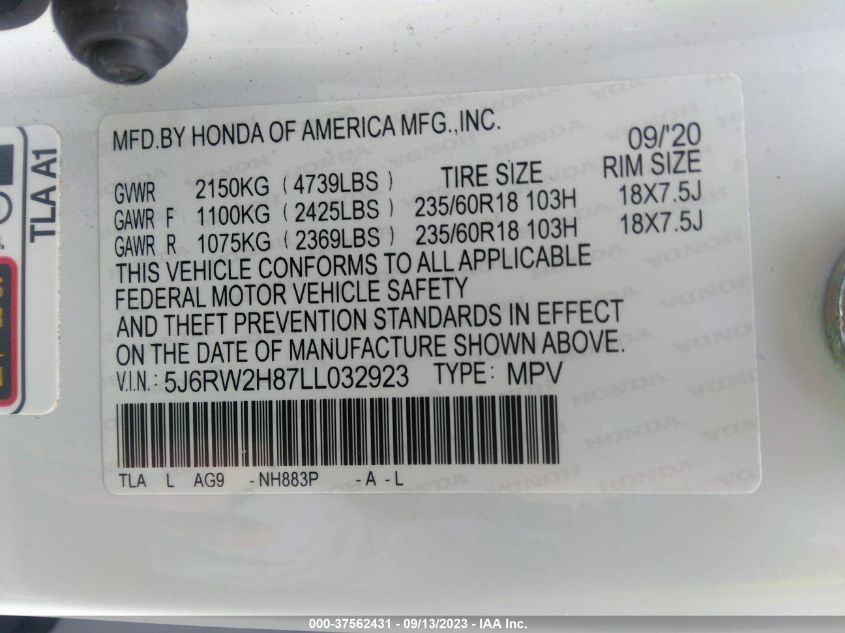 MFD.BY HONDA OF AMERICA MFG.,INC.
09/'20
GVWR 2150KG (4739LBS) TIRE SIZE RIM SIZE
GAWR F 1100KG (2425LBS) 235/60R18 103H 18X7.5J
GAWR R 1075KG (2369LBS) 235/60R18 103H 18X7.5J
THIS VEHICLE CONFORMS TO ALL APPLICABLE
FEDERAL MOTOR VEHICLE SAFETY
AND THEFT PREVENTION STANDARDS IN EFFECT
ON THE DATE OF MANUFACTURE SHOWN ABOVE.
V.I.N.: 5J6RW2H87LL032923 TYPE: MPV
TLA L AG9 -NH883P -A-L
TLA A1
000-37562431 - 09/13/2023 - IAA Inc.